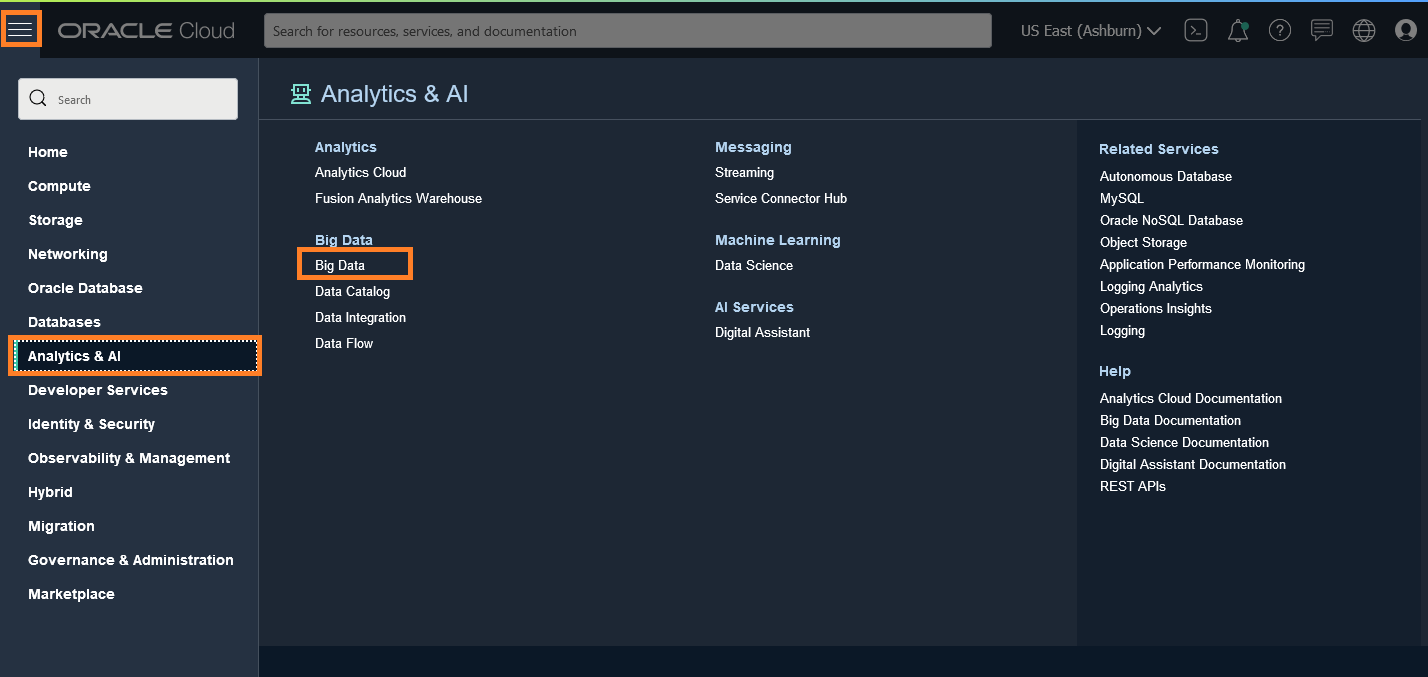 ORACLE Cloud
Search for resources, services, and documentation
US East (Ashburn)
Search
Home
Compute
Storage
Networking
Oracle Database
Databases
Analytics & AI
Developer Services
Identity & Security
Observability & Management
Hybrid
Migration
Governance & Administration
Marketplace
Analytics & AI
Analytics
Analytics Cloud
Fusion Analytics Warehouse
Big Data
Big Data
Data Catalog
Data Integration
Data Flow
Messaging
Streaming
Service Connector Hub
Machine Learning
Data Science
AI Services
Digital Assistant
Related Services
Autonomous Database
MySQL
Oracle NoSQL Database
Object Storage
Application Performance Monitoring
Logging Analytics
Operations Insights
Logging
Help
Analytics Cloud Documentation
Big Data Documentation
Data Science Documentation
Digital Assistant Documentation
REST APIs